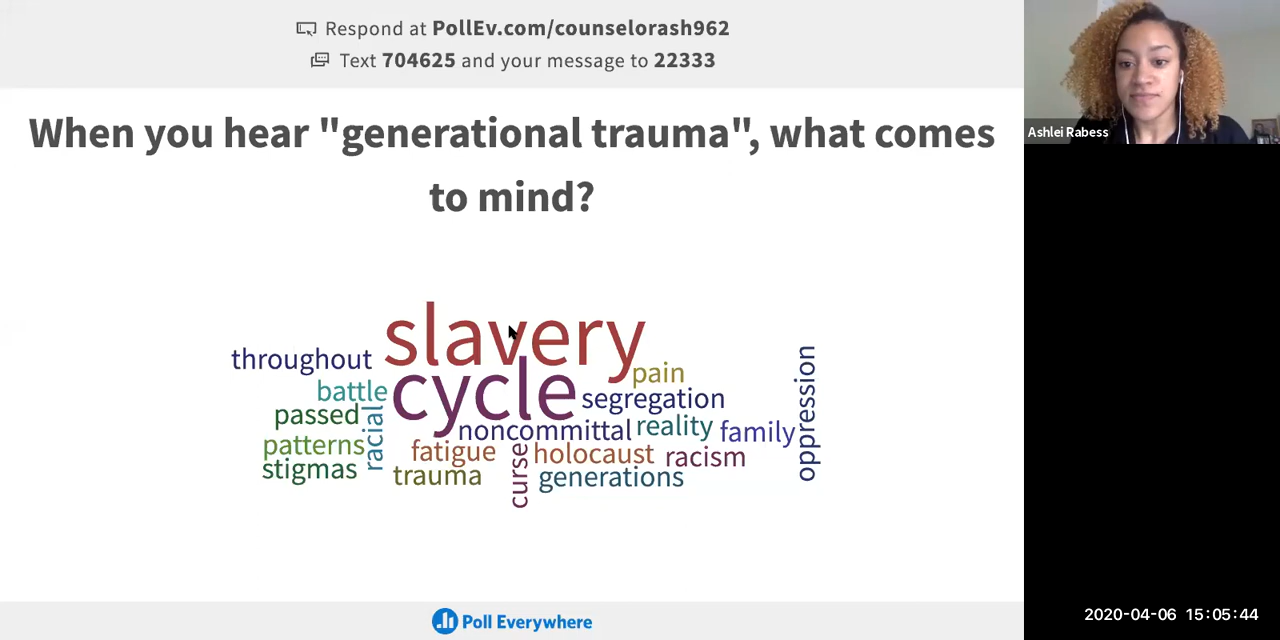 Respond at PollEv.com/counselorash962
Text 704625 and your message to 22333
When you hear "generational trauma", what comes
to mind?
slavery
throughout
cycle
pain
battle
segregation
passed
racial
noncommittal
reality
family
oppression
patterns
fatigue
holocaust
racism
stigmas
trauma
curse
generations
Poll Everywhere
Ashlei Rabess
2020-04-06 15:05:44